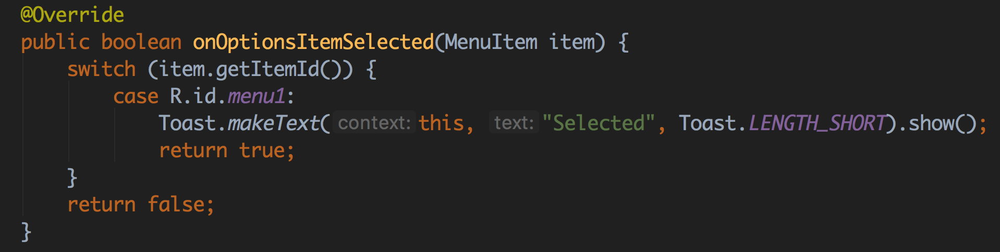 @Override
public boolean onOptionsItemSelected(MenuItem item) {
    switch (item.getItemId()) {
        case R.id.menu1:
            Toast.makeText( context: this,  text: "Selected", Toast.LENGTH_SHORT).show();
            return true;
    }
    return false;
}